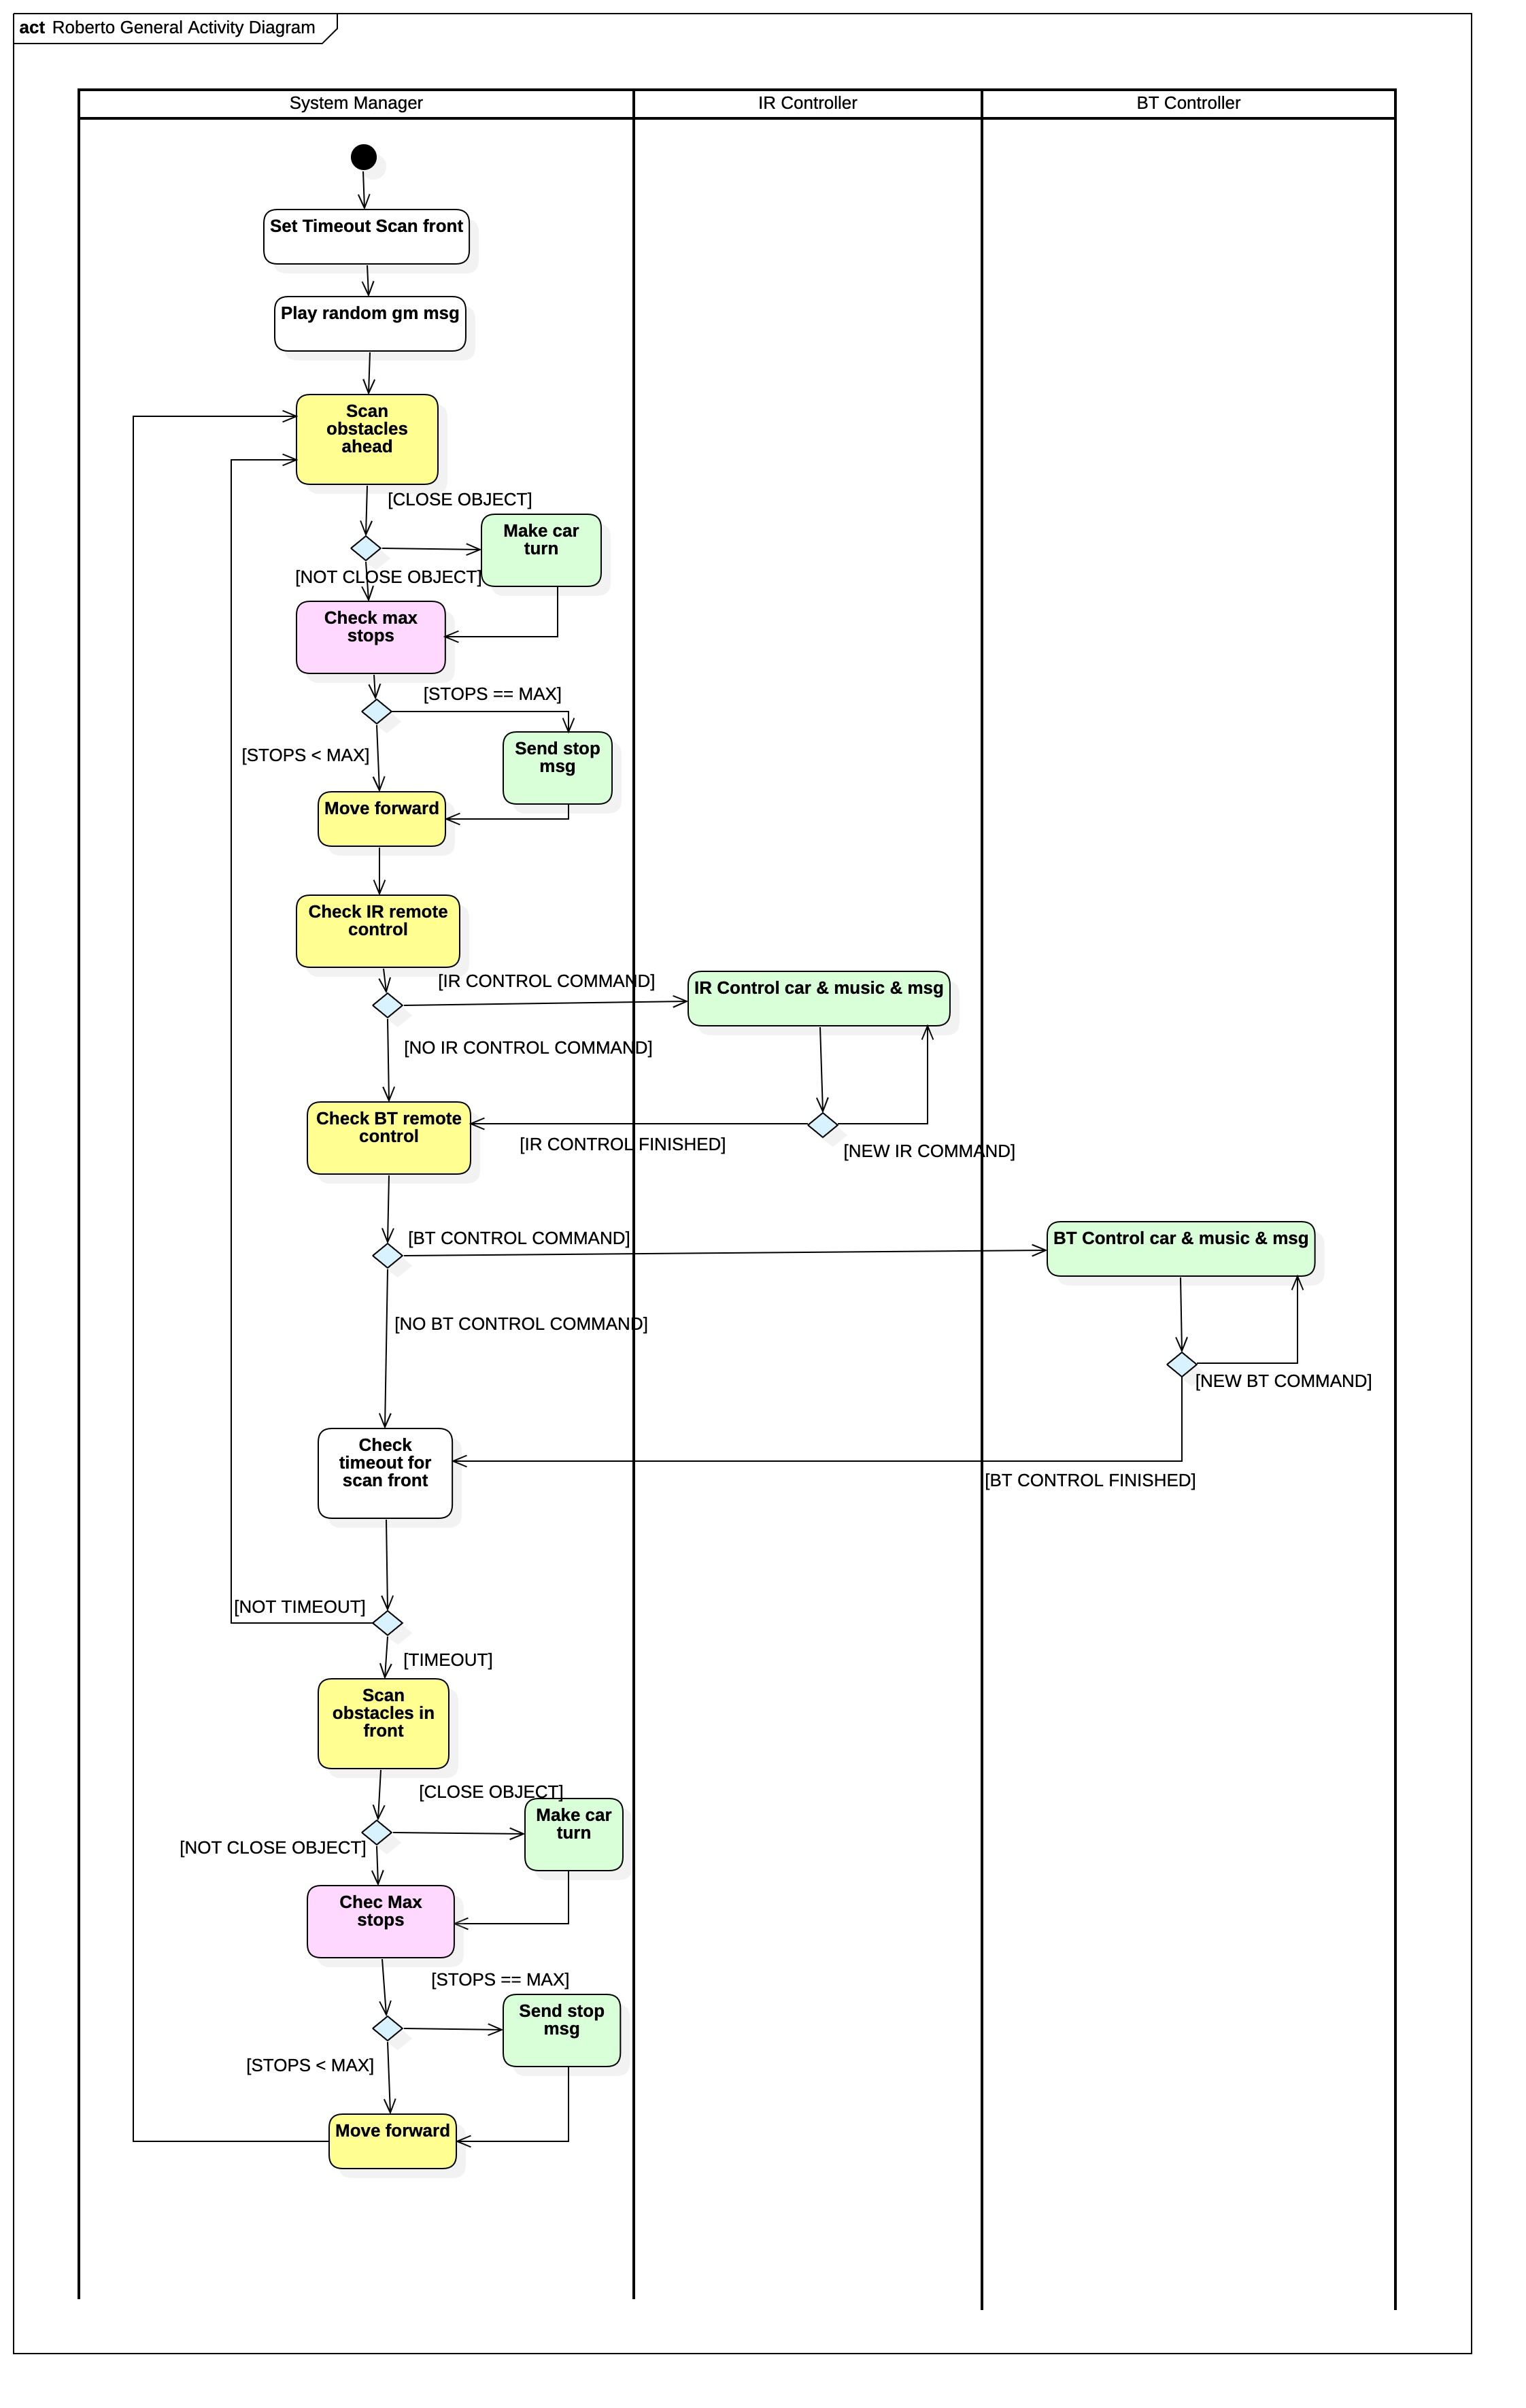 act Roberto General Activity Diagram
System Manager
IR Controller
BT Controller
Set Timeout Scan front
Play random gm msg
Scan
obstacles
ahead
[CLOSE OBJECT]
Make car
turn
[NOT CLOSE OBJECT]
Check max
stops
[STOPS == MAX]
Send stop
msg
[STOPS < MAX]
Move forward
Check IR remote
control
[IR CONTROL COMMAND]
IR Control car & music & msg
[NO IR CONTROL COMMAND]
Check BT remote
control
[IR CONTROL FINISHED]
[NEW IR COMMAND]
[BT CONTROL COMMAND]
BT Control car & music & msg
[NO BT CONTROL COMMAND]
[NEW BT COMMAND]
Check
timeout for
scan front
[BT CONTROL FINISHED]
[NOT TIMEOUT]
[TIMEOUT]
Scan
obstacles in
front
[CLOSE OBJECT]
Make car
turn
[NOT CLOSE OBJECT]
Chec Max
stops
[STOPS == MAX]
Send stop
msg
[STOPS < MAX]
Move forward